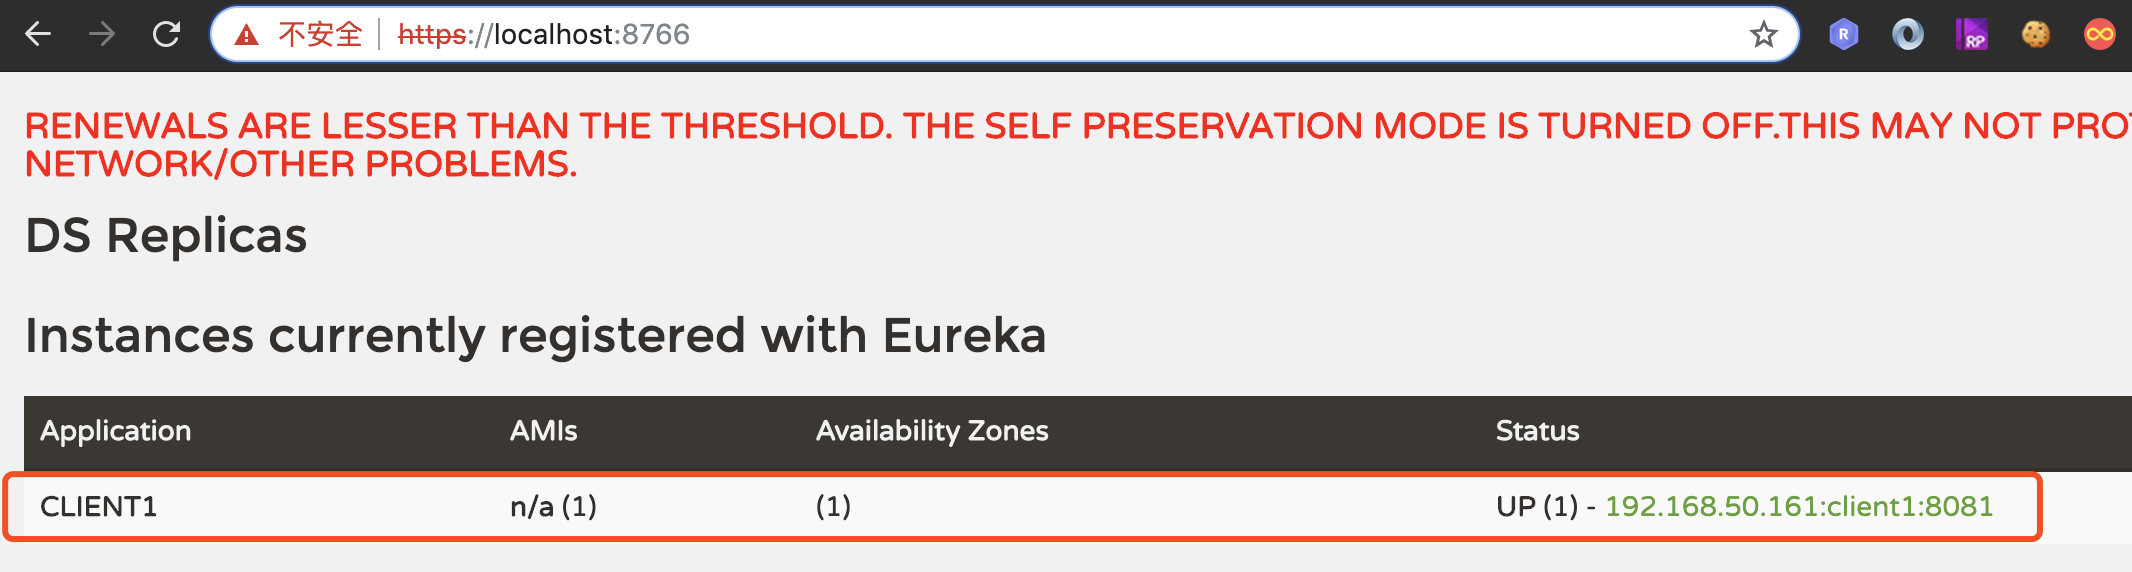 不安全 https://localhost:8766
R
RP
RENEWALS ARE LESSER THAN THE THRESHOLD. THE SELF PRESERVATION MODE IS TURNED OFF.THIS MAY NOT PRO
NETWORK/OTHER PROBLEMS.
DS Replicas
Instances currently registered with Eureka
Application AMIs Availability Zones Status
CLIENT1 n/a (1) (1) UP (1) - 192.168.50.161:client1:8081